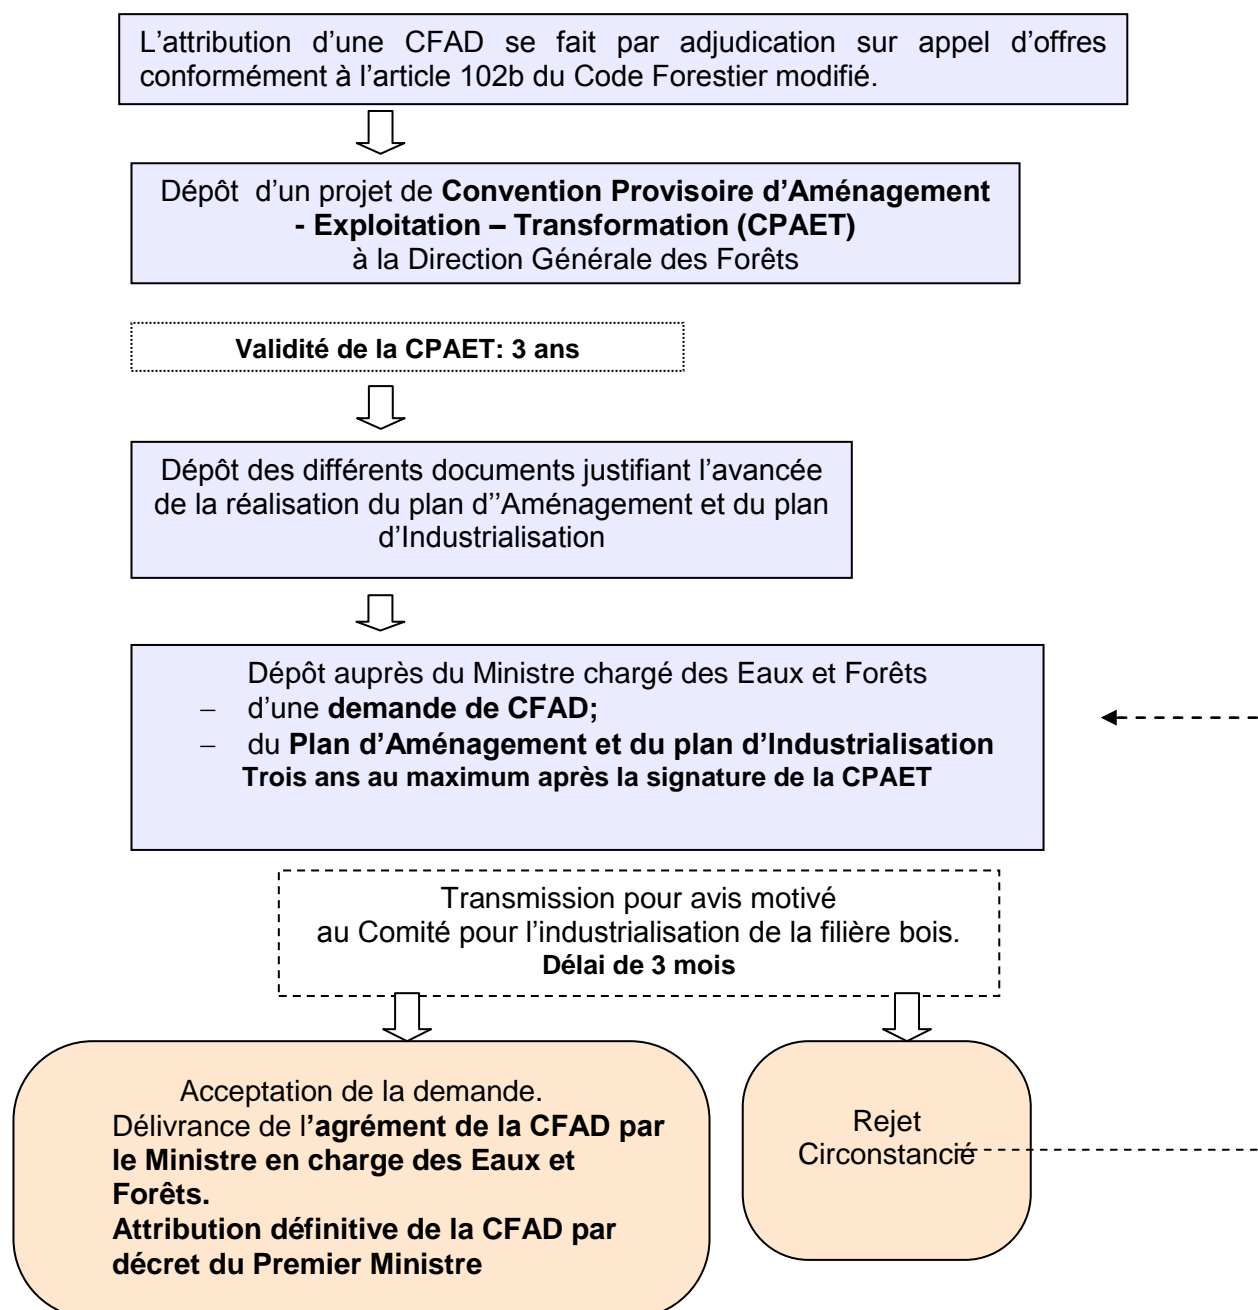 L’attribution d’une CFAD se fait par adjudication sur appel d’offres
conformément à l’article 102b du Code Forestier modifié.
Dépôt d’un projet de Convention Provisoire d’Aménagement
- Exploitation – Transformation (CPAET)
à la Direction Générale des Forêts
Validité de la CPAET: 3 ans
Dépôt des différents documents justifiant l’avancée
de la réalisation du plan d’’Aménagement et du plan
d’Industrialisation
Dépôt auprès du Ministre chargé des Eaux et Forêts
– d’une demande de CFAD;
– du Plan d’Aménagement et du plan d’Industrialisation
Trois ans au maximum après la signature de la CPAET
Transmission pour avis motivé
au Comité pour l’industrialisation de la filière bois.
Délai de 3 mois
Acceptation de la demande.
Délivrance de l’agrément de la CFAD par
le Ministre en charge des Eaux et
Forêts.
Attribution définitive de la CFAD par
décret du Premier Ministre
Rejet
Circonstancié